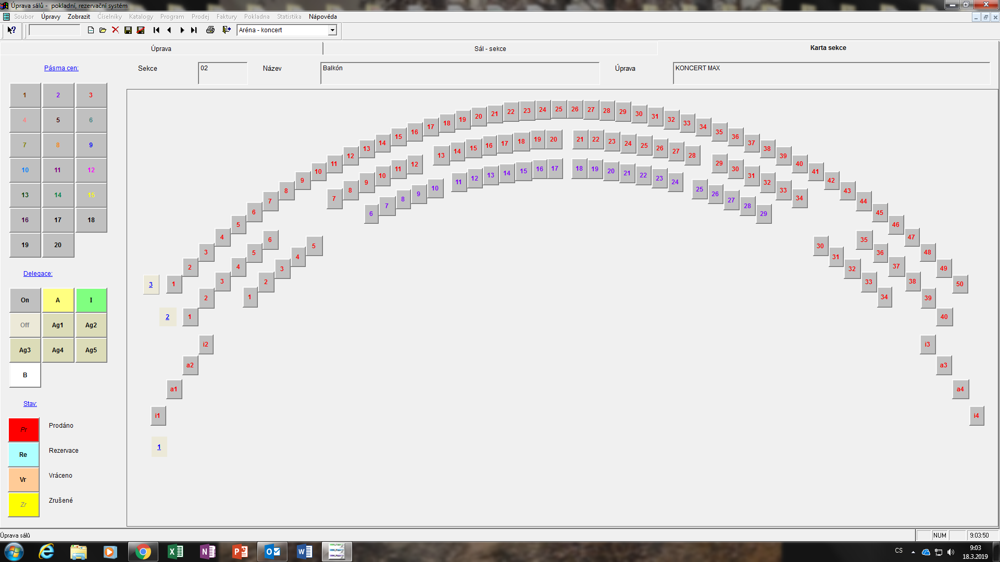 Úprava sálů - pokladní, rezervační systém
Soubor Úpravy Zobrazit Číselníky Katalogy Program Prodej Faktury Pokladna Statistika Nápověda
Aréna - koncert
Úprava Sál - sekce Karta sekce
Pásma cen: Sekce 02 Název Balkón Úprava KONCERT MAX
1 2 3
4 5 6
7 8 9
10 11 12
13 14 15
16 17 18
19 20
Delegace:
On A I
Off Ag1 Ag2
Ag3 Ag4 Ag5
B
Stav:
Pr Prodáno
Re Rezervace
Vr Vráceno
Zr Zrušené
3 1 2 3 4 5 6 7 8 9 10 11 12 13 14 15 16 17 18 19 20 21 22 23 24 25 26 27 28 29 30 31 32 33 34 35 36 37 38 39 40 41 42 43 44 45 46 47 48 49 50
2 1 2 3 4 5 6 7 8 9 10 11 12 13 14 15 16 17 18 19 20 21 22 23 24 25 26 27 28 29 30 31 32 33 34 35 36 37 38 39 40
1 2 3 4 5 6 7 8 9 10 11 12 13 14 15 16 17 18 19 20 21 22 23 24 25 26 27 28 29 30 31 32 33 34
i2 i3
a2 a3
a1 a4
i1 i4
1
Úprava sálů NUM 9:03:50
CS 9:03
18.3.2019